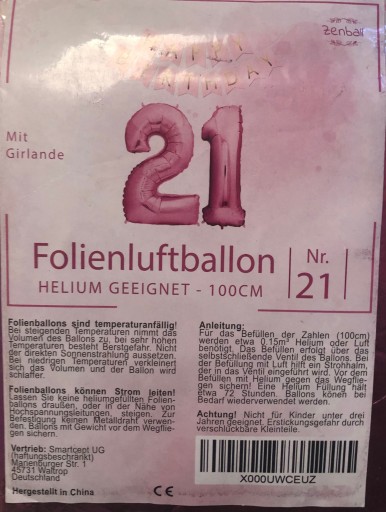 zenball
HAPPY
BIRTHDAY
Mit
Girlande
21
Folienluftballon
HELIUM GEEIGNET - 100CM
Nr.
21
Folienballons sind temperaturanfällig!
Bei steigenden Temperaturen nimmt das
Volumen des Ballons zu, bei sehr hohen
Temperaturen besteht Berstgefahr. Nicht
der direkten Sonnenstrahlung aussetzen.
Bei niedrigen Temperaturen verkleinert
sich das Volumen und der Ballon wird
schlaffer.
Folienballons können Strom leiten!
Lassen Sie keine heliumgefüllten Folien-
ballons draußen, oder in der Nähe von
Hochspannungsleitungen, steigen. Zur
Befestigung keinen Metalldraht verwen-
den. Ballons mit Gewicht vor dem Wegflie-
gen sichern.
Vertrieb: Smartcept UG
(haftungsbeschränkt)
Marienburger Str. 1
45731 Waltrop
Deutschland
Hergestellt in China
CE
Anleitung:
Für das Befüllen der Zahlen (100cm)
werden etwa 0,15m³ Helium oder Luft
benötigt. Das Befüllen erfolgt über das
selbstschließende Ventil des Ballons. Bei
der Befüllung mit Luft hilft ein Strohhalm,
der in das Ventil eingeführt wird. Vor dem
Befüllen mit Helium gegen das Wegflie-
gen sichern! Eine Helium Füllung hält
etwa 72 Stunden. Ballons könen bei
Bedarf wiederverwendet werden.
Achtung! Nicht für Kinder unter drei
Jahren geeignet. Erstickungsgefahr durch
verschluckbare Kleinteile.
X000UWCEUZ